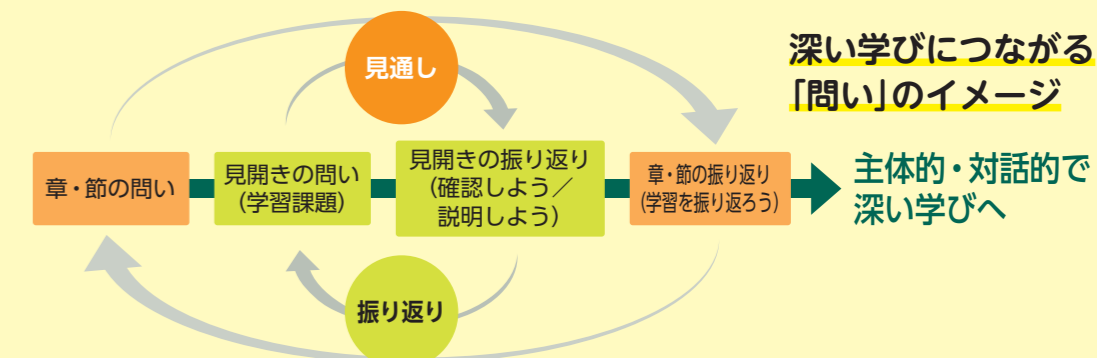 深い学びにつながる
「問い」のイメージ
見通し
章・節の問い
見開きの問い
(学習課題)
見開きの振り返り
(確認しよう/
説明しよう)
章・節の振り返り
(学習を振り返ろう)
主体的・対話的で
深い学びへ
振り返り